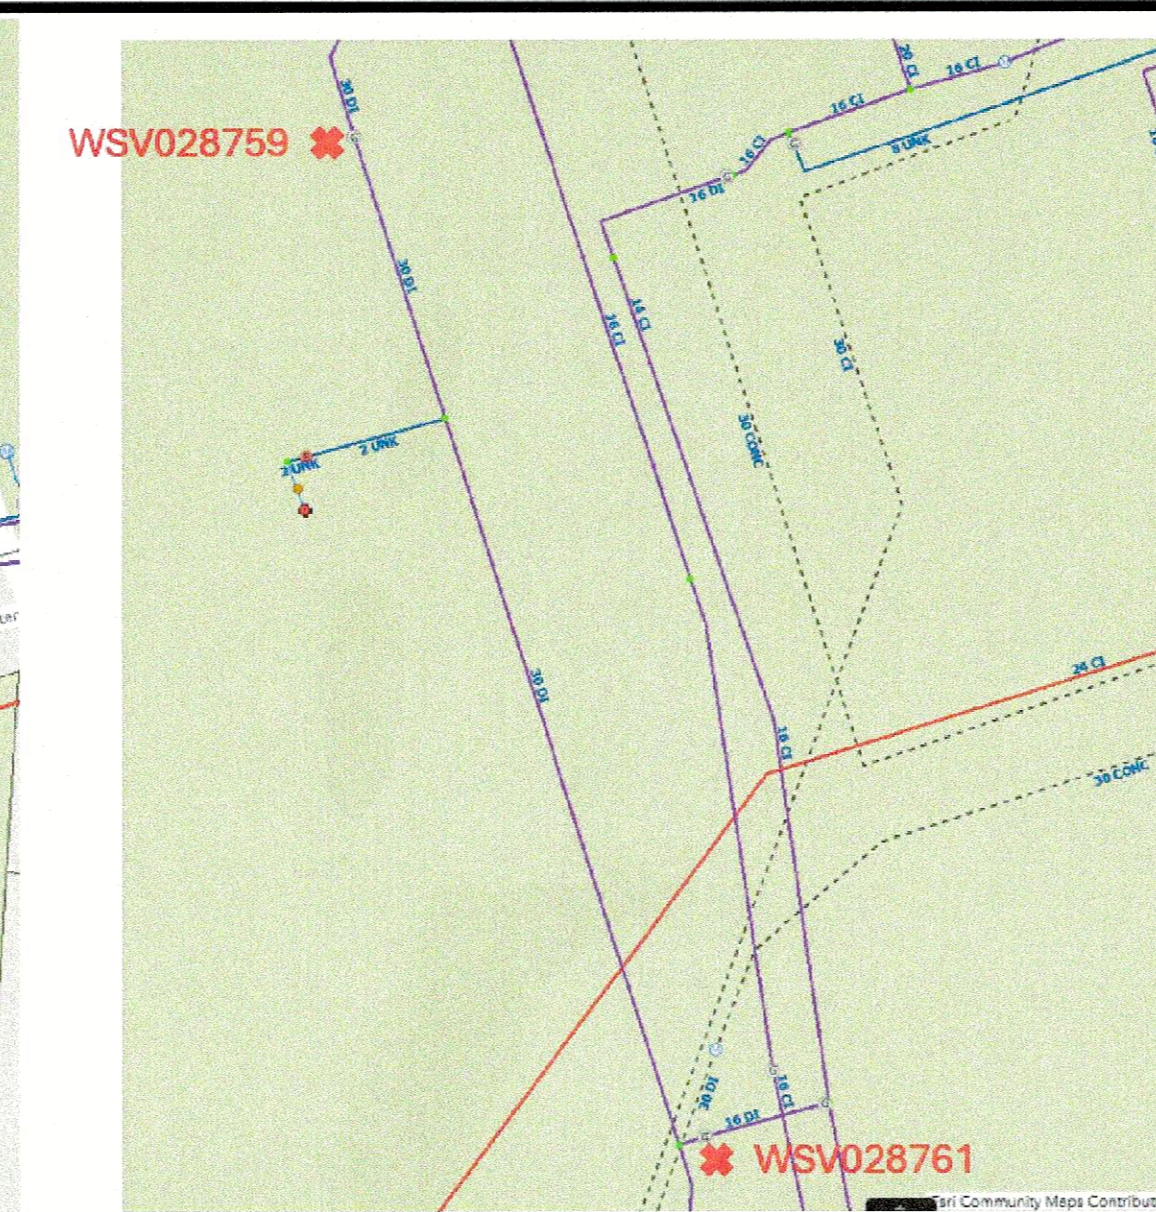 20 CI
16 CI
30 DI
16 CI
WSV028759
16 CI
8 UNK
16 DI
30 DI
16 CI
16 CI
30 CI
30 CONC
2 UNK
2 UNK
24 CI
30 DI
16 CI
30 CONC
30 DI
16 CI
16 DI
WSV028761
Esri Community Maps Contribut